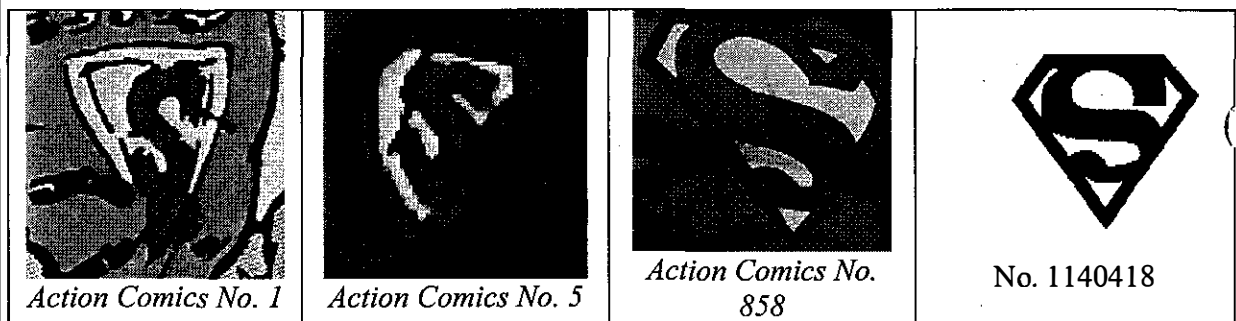 Action Comics No. 1
Action Comics No. 5
Action Comics No.
858
No. 1140418